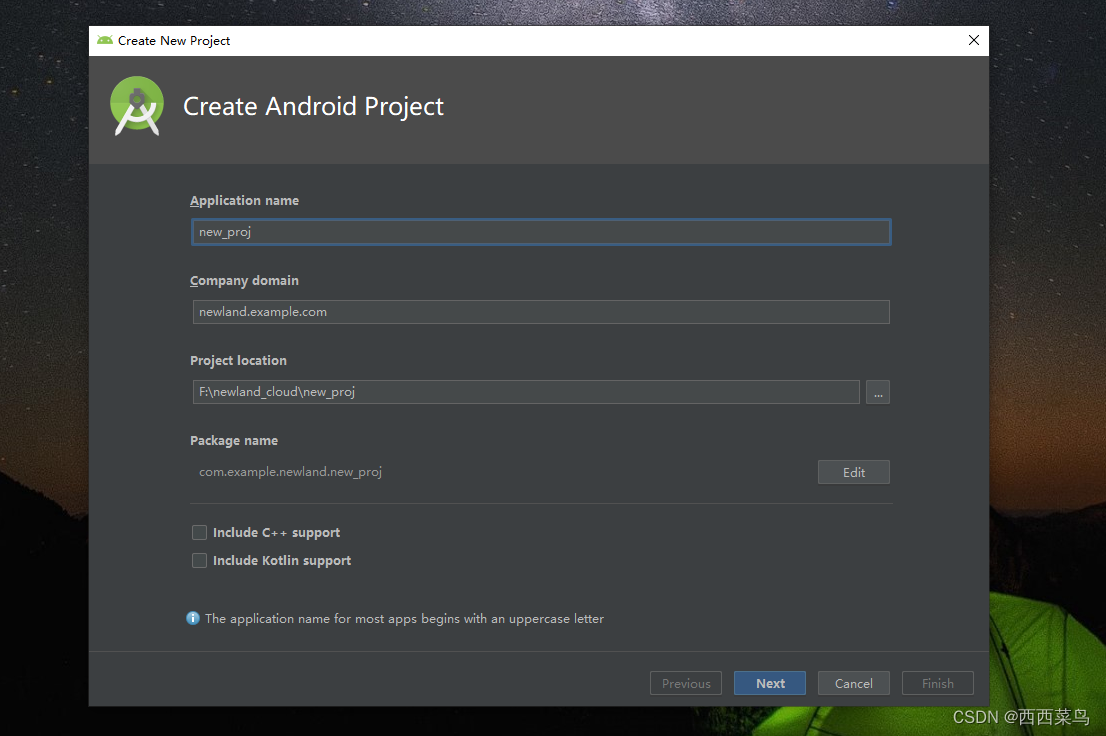 Create New Project
Create Android Project
Application name
new_proj
Company domain
newland.example.com
Project location
F:\newland_cloud\new_proj
...
Package name
com.example.newland.new_proj
Edit
Include C++ support
Include Kotlin support
The application name for most apps begins with an uppercase letter
Previous Next Cancel Finish
CSDN @西西菜鸟